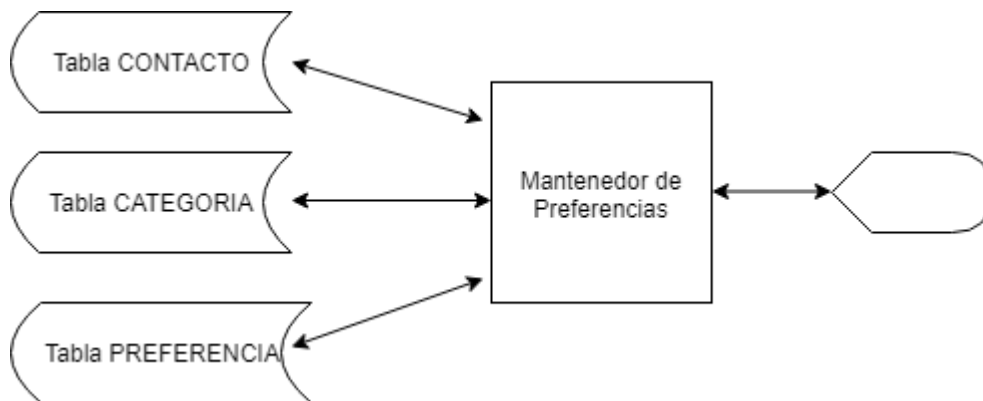 Tabla CONTACTO
Tabla CATEGORIA
Mantenedor de
Preferencias
Tabla PREFERENCIA